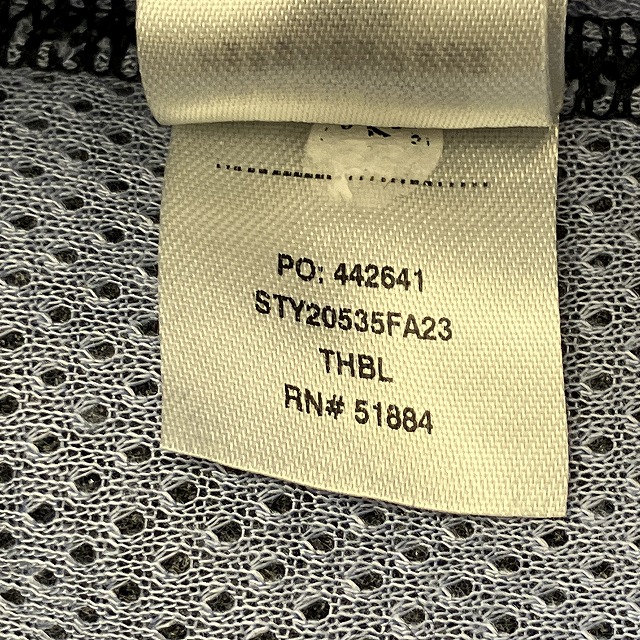 PO: 442641
STY20535FA23
THBL
RN# 51884